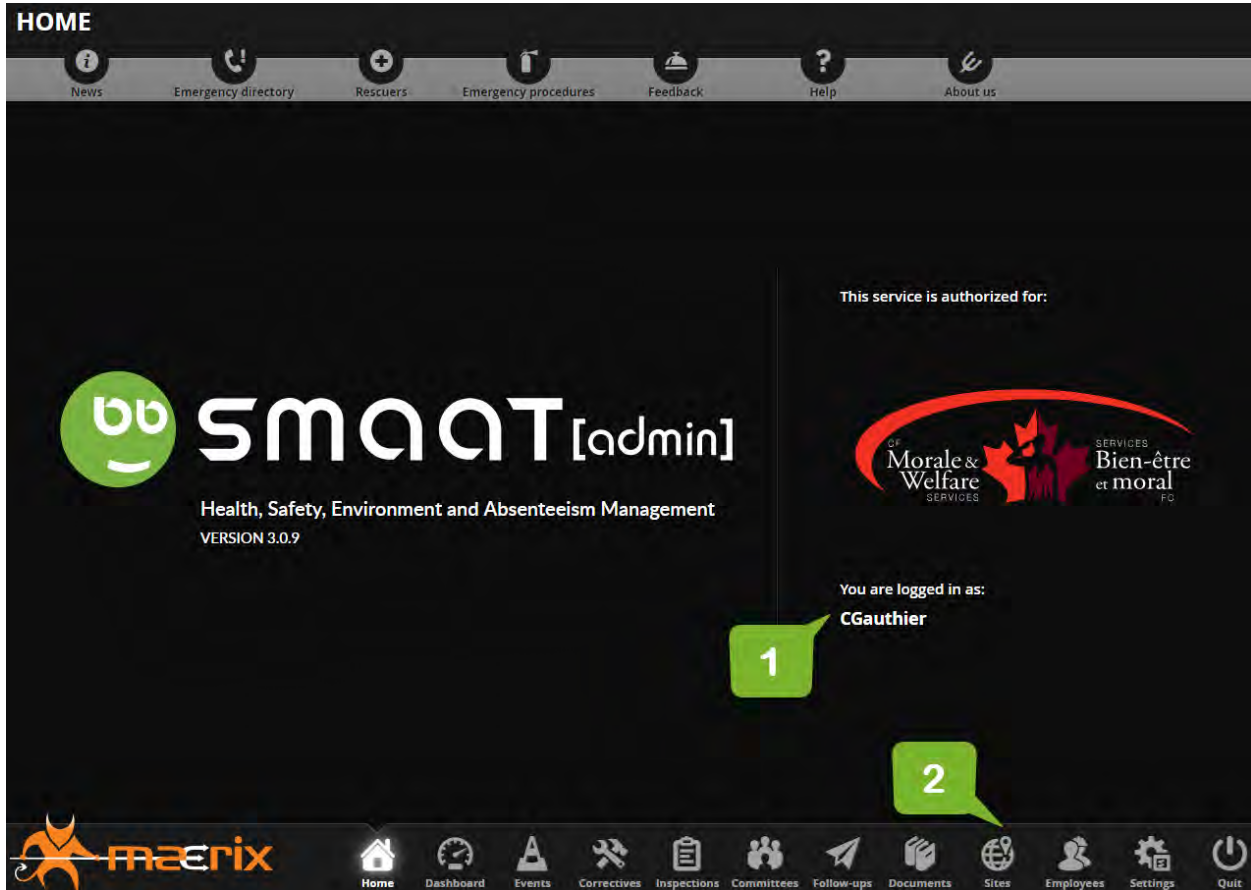 HOME
News
Emergency directory
Rescuers
Emergency procedures
Feedback
Help
About us
This service is authorized for:
smaaT[admin]
Health, Safety, Environment and Absenteeism Management
VERSION 3.0.9
CF
Morale &
Welfare
SERVICES
SERVICES
Bien-être
et moral
FC
You are logged in as:
CGauthier
1
2
maerix
Home
Dashboard
Events
Correctives
Inspections
Committees
Follow-ups
Documents
Sites
Employees
Settings
Quit